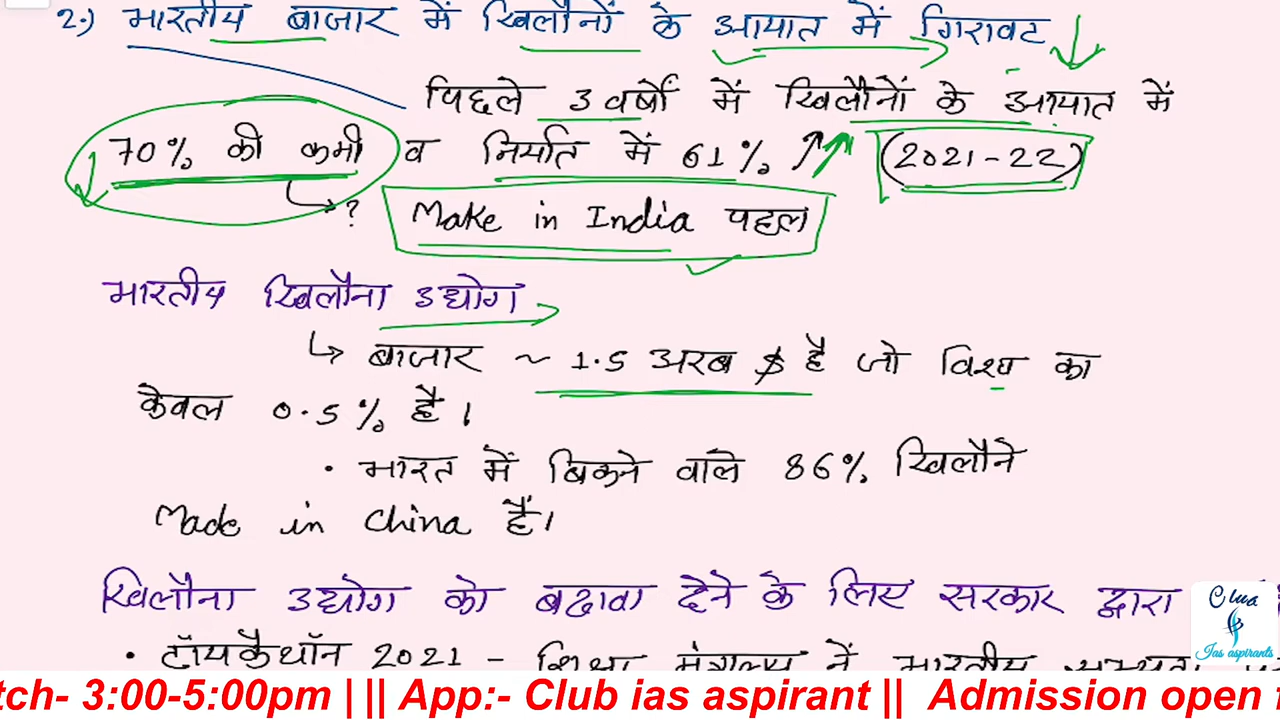 2.) भारतीय बाजार में खिलौनों के आयात में गिरावट ↓
पिछले 3 वर्षों में खिलौनों के आयात में
70% की कमी व निर्यात में 61% ↑ (2021-22)
?
Make in India पहल
भारतीय खिलौना उद्योग
↳ बाजार ~ 1.5 अरब $ है जो विश्व का
केवल 0.5% है।
• भारत में बिकने वाले 86% खिलौने
Made in China हैं।
खिलौना उद्योग को बढावा देने के लिए सरकार द्वारा
• टॉयकैथॉन 2021 - शिक्षा मंत्रालय ने भारतीय
Club
Ias aspirants
tch- 3:00-5:00pm | || App:- Club ias aspirant || Admission open f